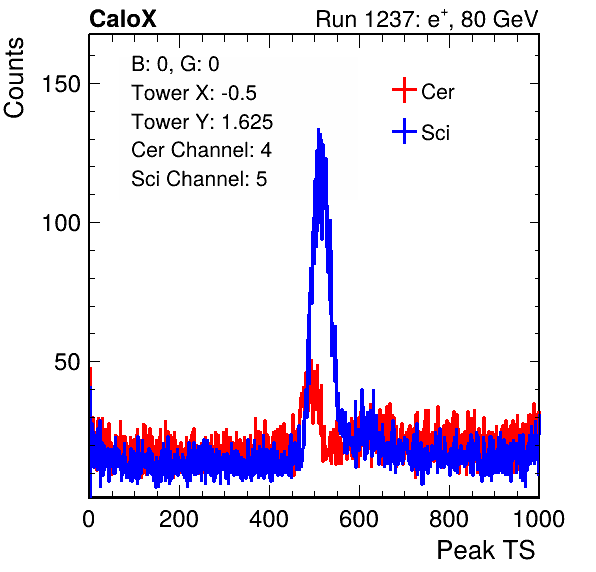 CaloX Run 1237: e+, 80 GeV
Counts
B: 0, G: 0
Tower X: -0.5
Tower Y: 1.625
Cer Channel: 4
Sci Channel: 5
Cer
Sci
150
100
50
0 200 400 600 800 1000
Peak TS